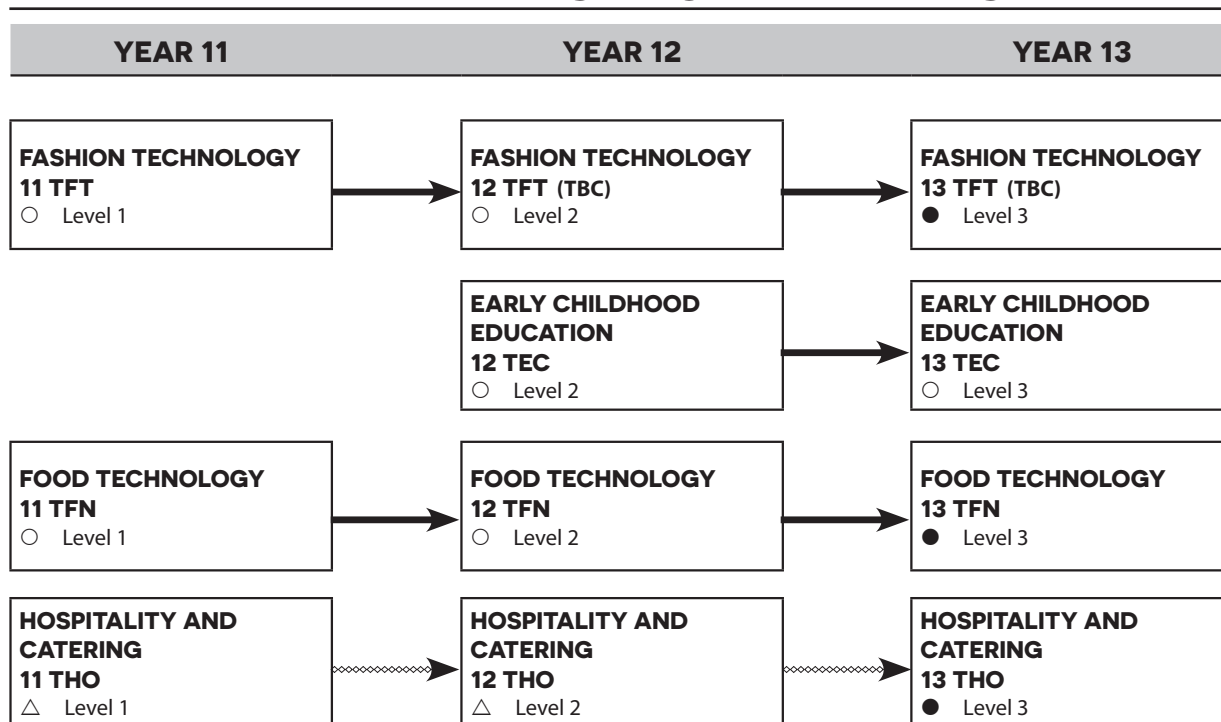 YEAR 11 YEAR 12 YEAR 13
FASHION TECHNOLOGY
11 TFT
○ Level 1
FASHION TECHNOLOGY
12 TFT (TBC)
○ Level 2
FASHION TECHNOLOGY
13 TFT (TBC)
● Level 3
EARLY CHILDHOOD
EDUCATION
12 TEC
○ Level 2
EARLY CHILDHOOD
EDUCATION
13 TEC
○ Level 3
FOOD TECHNOLOGY
11 TFN
○ Level 1
FOOD TECHNOLOGY
12 TFN
○ Level 2
FOOD TECHNOLOGY
13 TFN
● Level 3
HOSPITALITY AND
CATERING
11 THO
△ Level 1
HOSPITALITY AND
CATERING
12 THO
△ Level 2
HOSPITALITY AND
CATERING
13 THO
● Level 3